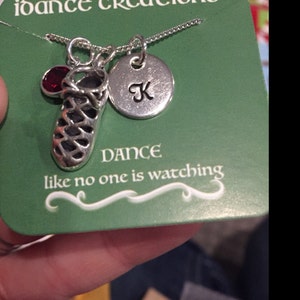 iDance Creations
K
DANCE
like no one is watching